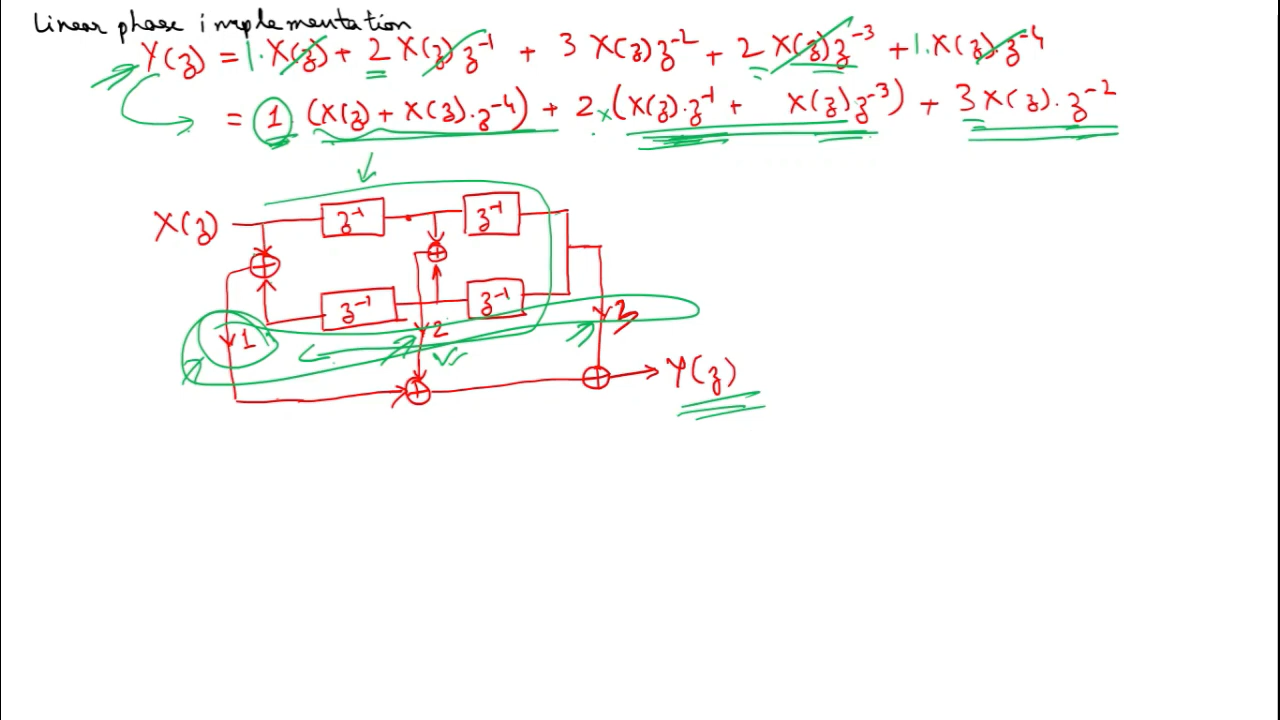 Linear phase implementation
Y(z) = 1·X(z) + 2 X(z)z⁻¹ + 3 X(z)z⁻² + 2 X(z)z⁻³ + 1·X(z)·z⁻⁴
= 1 (X(z) + X(z)·z⁻⁴) + 2×(X(z)·z⁻¹ + X(z)z⁻³) + 3X(z)·z⁻²
X(z) z⁻¹ z⁻¹
z⁻¹ z⁻¹
1 2 3
Y(z)